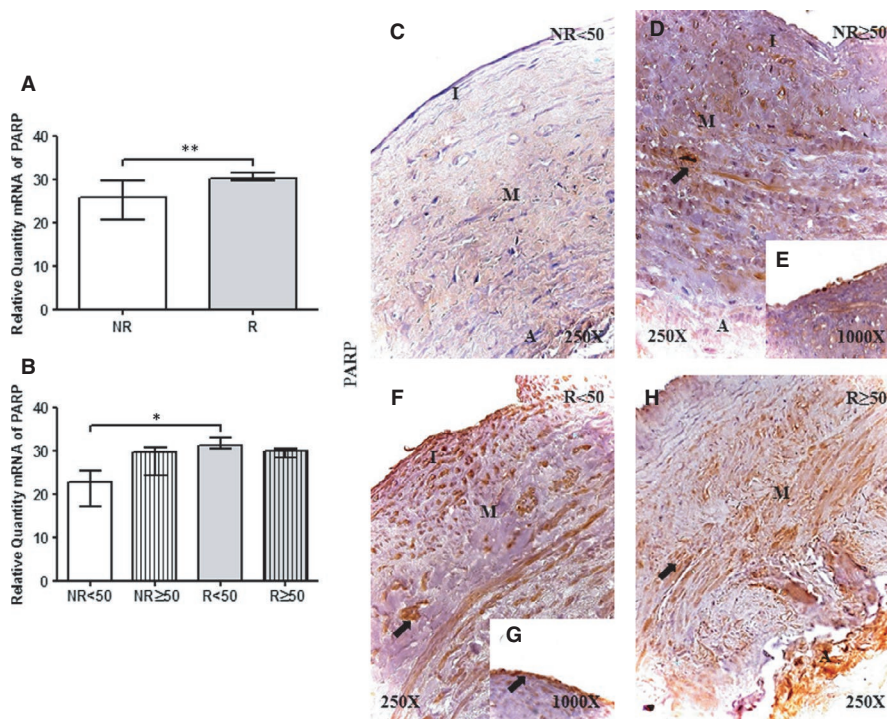 A
Relative Quantity mRNA of PARP
40
30
20
10
0
**
NR
R
B
Relative Quantity mRNA of PARP
40
30
20
10
0
*
NR<50
NR≥50
R<50
R≥50
PARP
C
NR<50
I
M
A
250X
D
NR≥50
I
M
A
250X
E
1000X
F
R<50
I
M
250X
G
1000X
H
R≥50
M
A
250X